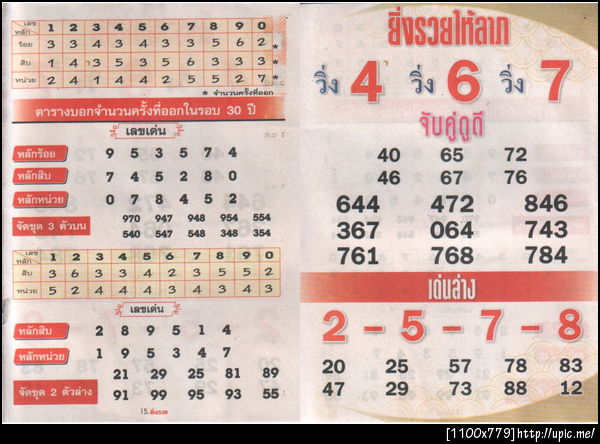 เลข 1 2 3 4 5 6 7 8 9 0
หลัก
ร้อย 3 3 4 3 4 3 3 5 3 3 *
สิบ 1 4 3 5 3 5 6 3 3 3 *
หน่วย 2 4 1 4 4 2 5 5 2 7 *
* จำนวนครั้งที่ออก
ตารางบอกจำนวนครั้งที่ออกในรอบ 30 ปี
เลขเด่น
หลักร้อย 9 5 3 5 7 4
หลักสิบ 7 4 5 2 8 0
หลักหน่วย 0 7 8 4 5 2
จัดชุด 3 ตัวบน
970 947 948 954 554
540 547 548 348 354
เลข 1 2 3 4 5 6 7 8 9 0
หลัก
สิบ 3 6 3 3 4 2 3 5 5 2
หน่วย 5 2 4 3 4 3 4 2 4 3
เลขเด่น
หลักสิบ 2 8 9 5 1 4
หลักหน่วย 1 9 5 3 4 7
จัดชุด 2 ตัวล่าง
21 29 25 81 89
91 99 95 93 55
15..ยิ่งรวย
ยิ่งรวยให้ลาภ
วิ่ง 4 วิ่ง 6 วิ่ง 7
จับคู่ดูดี
40 65 72
46 67 76
644 472 846
367 064 743
761 768 784
เด่นล่าง
2 - 5 - 7 - 8
20 25 57 78 83
47 29 73 88 12
[1100x779]http://upic.me/